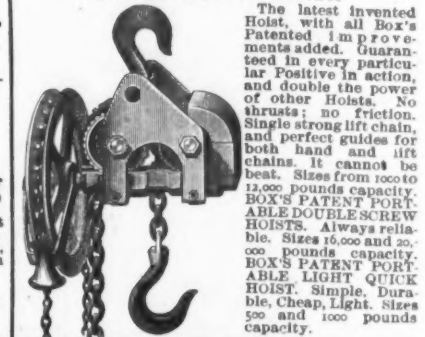 The latest invented
Hoist, with all Box's
Patented improve-
ments added. Guaran-
teed in every particu-
lar Positive in action,
and double the power
of other Hoists. No
thrusts; no friction.
Single strong lift chain,
and perfect guides for
both hand and lift
chains. It cannot be
beat. Sizes from 1000 to
12,000 pounds capacity.
BOX'S PATENT PORT-
ABLE DOUBLE SCREW
HOISTS. Always relia-
ble. Sizes 16,000 and 20,-
000 pounds capacity.
BOX'S PATENT PORT-
ABLE LIGHT QUICK
HOIST. Simple, Dura-
ble, Cheap, Light. Sizes
500 and 1000 pounds
capacity.